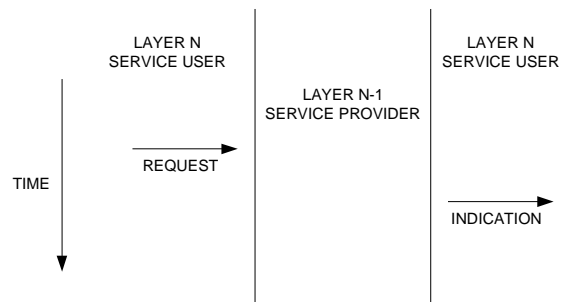 LAYER N
SERVICE USER
LAYER N-1
SERVICE PROVIDER
LAYER N
SERVICE USER
REQUEST
TIME
INDICATION